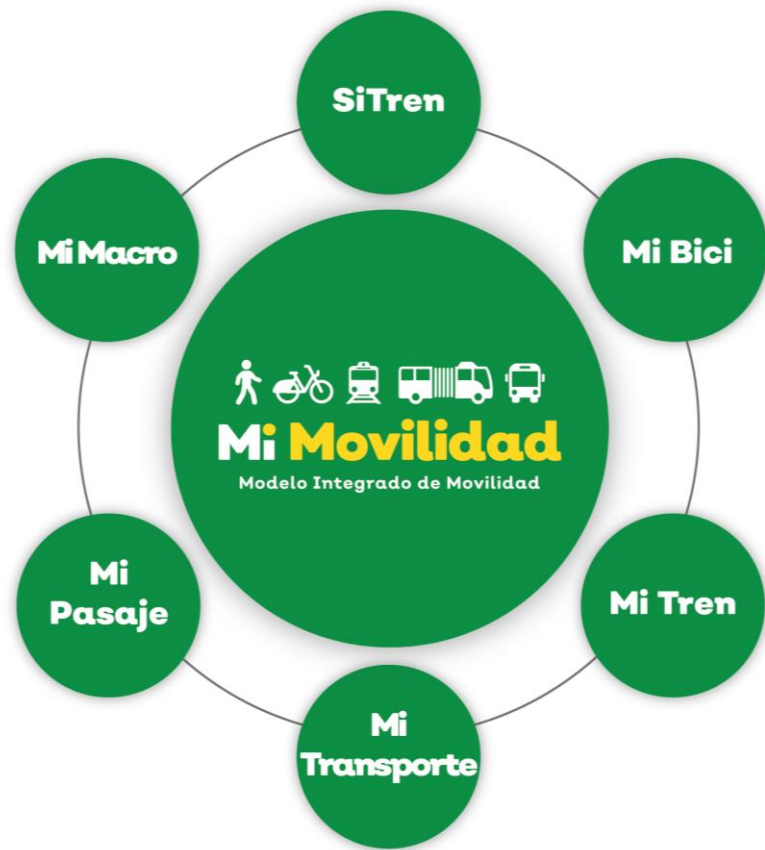 SiTren
Mi Bici
Mi Tren
Mi
Transporte
Mi
Pasaje
Mi Macro
Mi Movilidad
Modelo Integrado de Movilidad